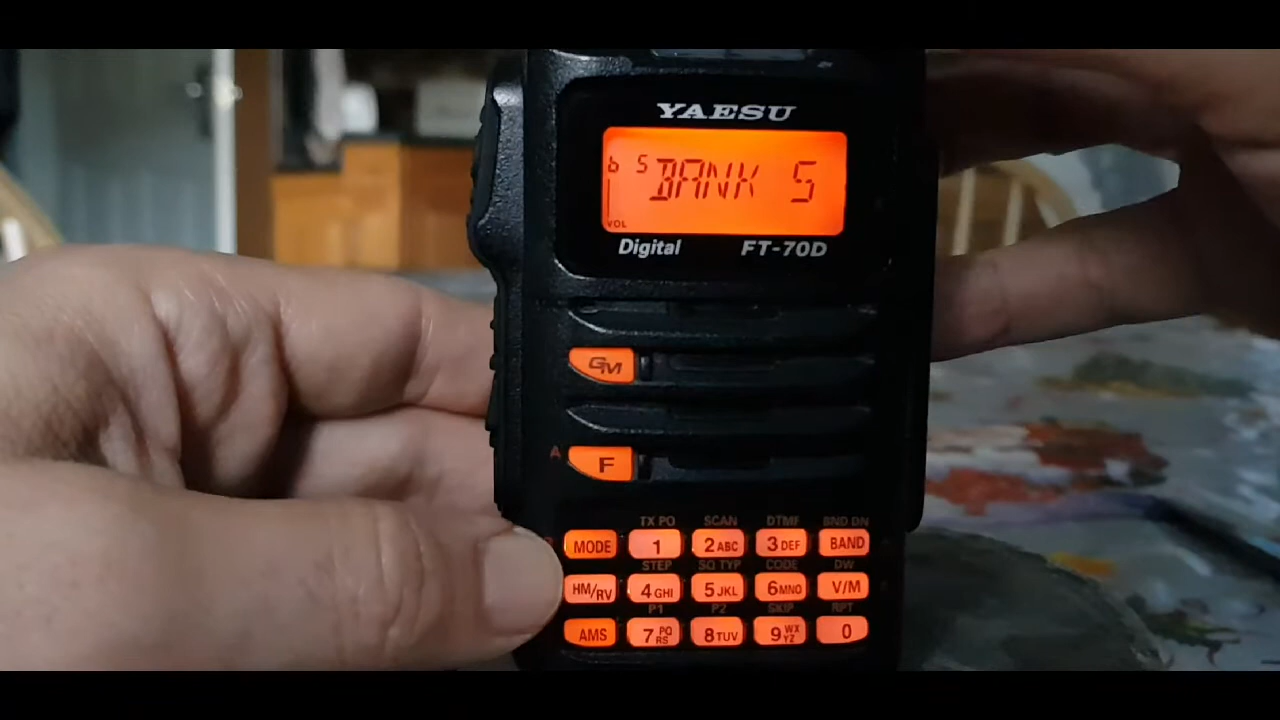 YAESU
b 5 BANK 5
VOL
Digital FT-70D
GM
A F
TX PO SCAN DTMF BND DN
MODE 1 2ABC 3DEF BAND
STEP SQ TYP CODE DW
HM/RV 4GHI 5JKL 6MNO V/M
P1 P2 SKIP RPT
AMS 7PQRS 8TUV 9WXYZ 0